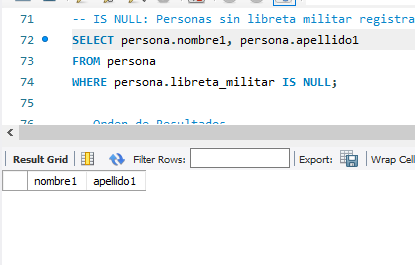 71 -- IS NULL: Personas sin libreta militar registra
72 SELECT persona.nombre1, persona.apellido1
73 FROM persona
74 WHERE persona.libreta_militar IS NULL;
75
76 Orden de Resultados
Result Grid Filter Rows: Export: Wrap Cell
nombre1 apellido1